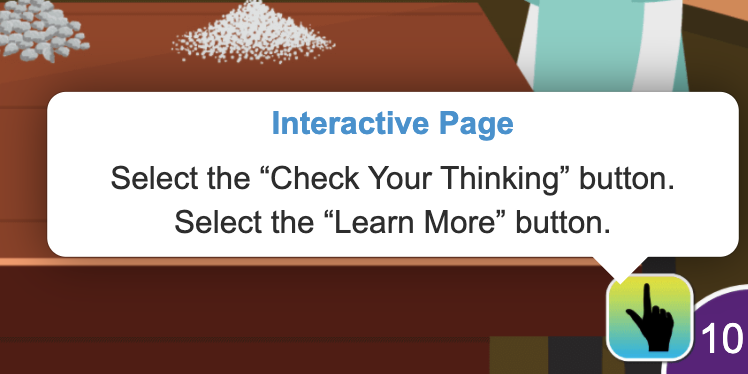 Interactive Page
Select the “Check Your Thinking” button.
Select the “Learn More” button.
10